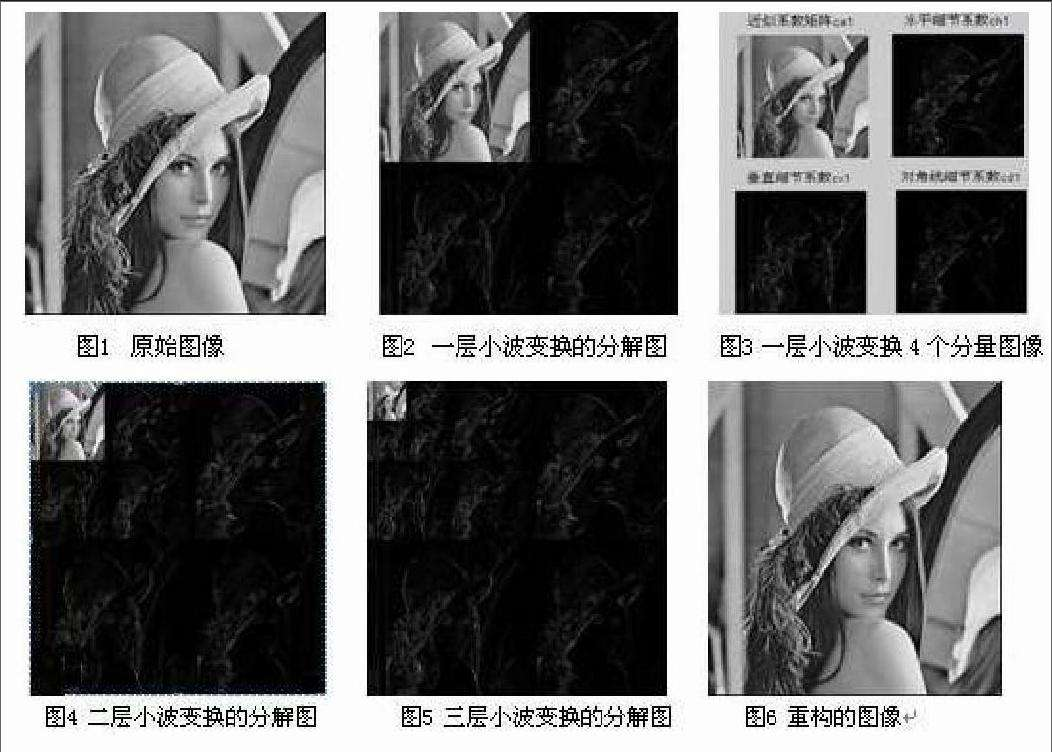 近似系数矩阵ca1
水平细节系数ch1
垂直细节系数cv1
对角线细节系数cd1
图1 原始图像
图2 一层小波变换的分解图
图3 一层小波变换4个分量图像
图4 二层小波变换的分解图
图5 三层小波变换的分解图
图6 重构的图像↵